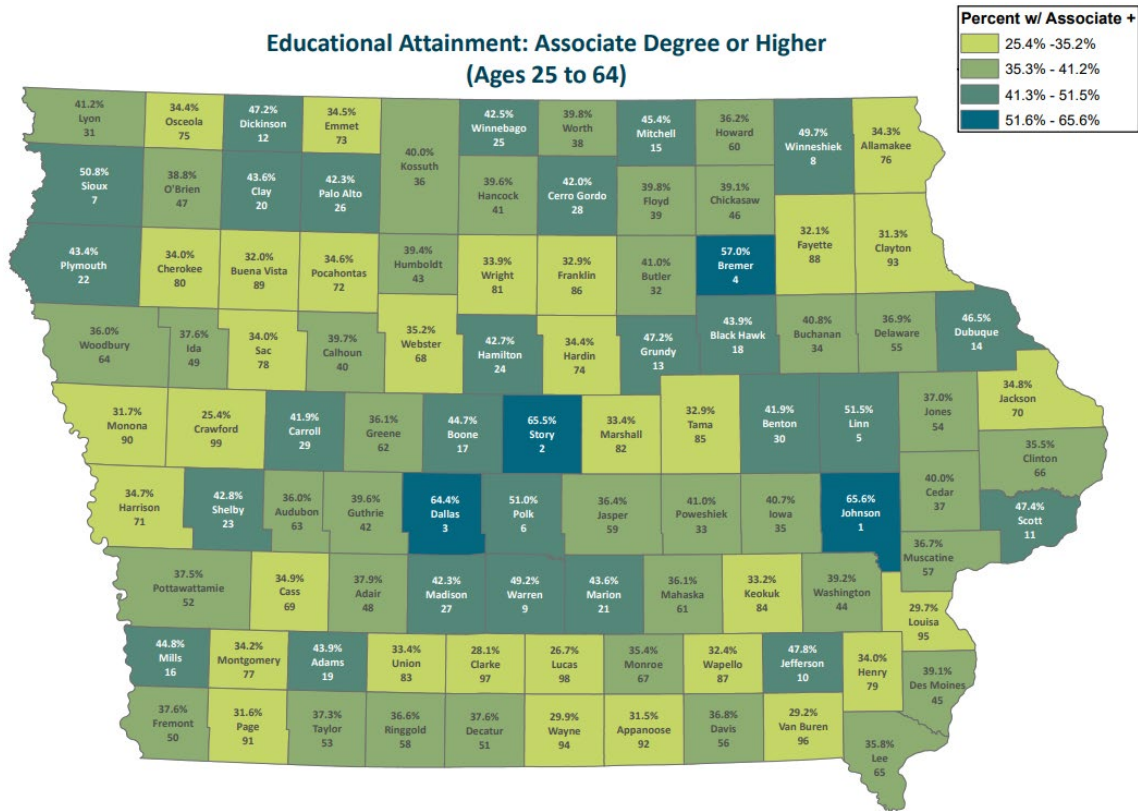 Educational Attainment: Associate Degree or Higher
(Ages 25 to 64)
Percent w/ Associate +
25.4% -35.2%
35.3% - 41.2%
41.3% - 51.5%
51.6% - 65.6%
41.2%
Lyon
31
34.4%
Osceola
75
47.2%
Dickinson
12
34.5%
Emmet
73
40.0%
Kossuth
36
42.5%
Winnebago
25
39.8%
Worth
38
45.4%
Mitchell
15
36.2%
Howard
60
49.7%
Winneshiek
8
34.3%
Allamakee
76
50.8%
Sioux
7
38.8%
O'Brien
47
43.6%
Clay
20
42.3%
Palo Alto
26
39.6%
Hancock
41
42.0%
Cerro Gordo
28
39.8%
Floyd
39
39.1%
Chickasaw
46
32.1%
Fayette
88
31.3%
Clayton
93
43.4%
Plymouth
22
34.0%
Cherokee
80
32.0%
Buena Vista
89
34.6%
Pocahontas
72
39.4%
Humboldt
43
33.9%
Wright
81
32.9%
Franklin
86
41.0%
Butler
32
57.0%
Bremer
4
36.0%
Woodbury
64
37.6%
Ida
49
34.0%
Sac
78
39.7%
Calhoun
40
35.2%
Webster
68
42.7%
Hamilton
24
34.4%
Hardin
74
47.2%
Grundy
13
43.9%
Black Hawk
18
40.8%
Buchanan
34
36.9%
Delaware
55
46.5%
Dubuque
14
31.7%
Monona
90
25.4%
Crawford
99
41.9%
Carroll
29
36.1%
Greene
62
44.7%
Boone
17
65.5%
Story
2
33.4%
Marshall
82
32.9%
Tama
85
41.9%
Benton
30
51.5%
Linn
5
37.0%
Jones
54
34.8%
Jackson
70
35.5%
Clinton
66
34.7%
Harrison
71
42.8%
Shelby
23
36.0%
Audubon
63
39.6%
Guthrie
42
64.4%
Dallas
3
51.0%
Polk
6
36.4%
Jasper
59
41.0%
Poweshiek
33
40.7%
Iowa
35
65.6%
Johnson
1
40.0%
Cedar
37
47.4%
Scott
11
36.7%
Muscatine
57
37.5%
Pottawattamie
52
34.9%
Cass
69
37.9%
Adair
48
42.3%
Madison
27
49.2%
Warren
9
43.6%
Marion
21
36.1%
Mahaska
61
33.2%
Keokuk
84
39.2%
Washington
44
29.7%
Louisa
95
44.8%
Mills
16
34.2%
Montgomery
77
43.9%
Adams
19
33.4%
Union
83
28.1%
Clarke
97
26.7%
Lucas
98
35.4%
Monroe
67
32.4%
Wapello
87
47.8%
Jefferson
10
34.0%
Henry
79
39.1%
Des Moines
45
37.6%
Fremont
50
31.6%
Page
91
37.3%
Taylor
53
36.6%
Ringgold
58
37.6%
Decatur
51
29.9%
Wayne
94
31.5%
Appanoose
92
36.8%
Davis
56
29.2%
Van Buren
96
35.8%
Lee
65